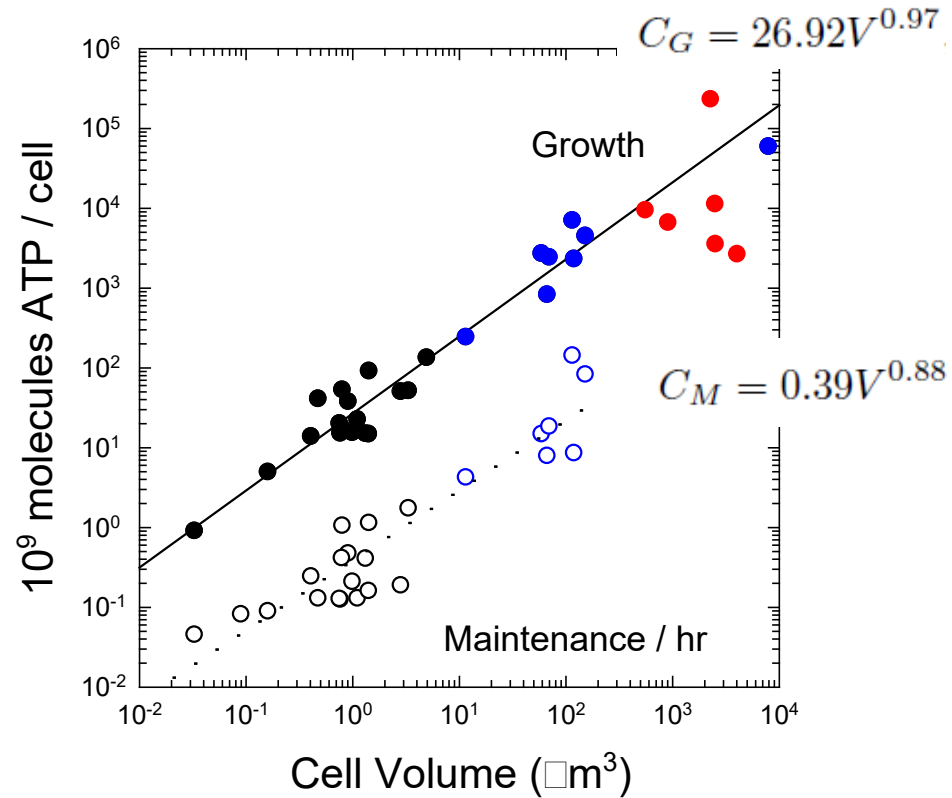 C_G = 26.92V^{0.97}.
10^6
10^5
10^4
10^3
10^2
10^1
10^0
10^{-1}
10^{-2}
Growth
C_M = 0.39V^{0.88}
Maintenance / hr
10^9 molecules ATP / cell
10^{-2} 10^{-1} 10^0 10^1 10^2 10^3 10^4
Cell Volume (□m^3)